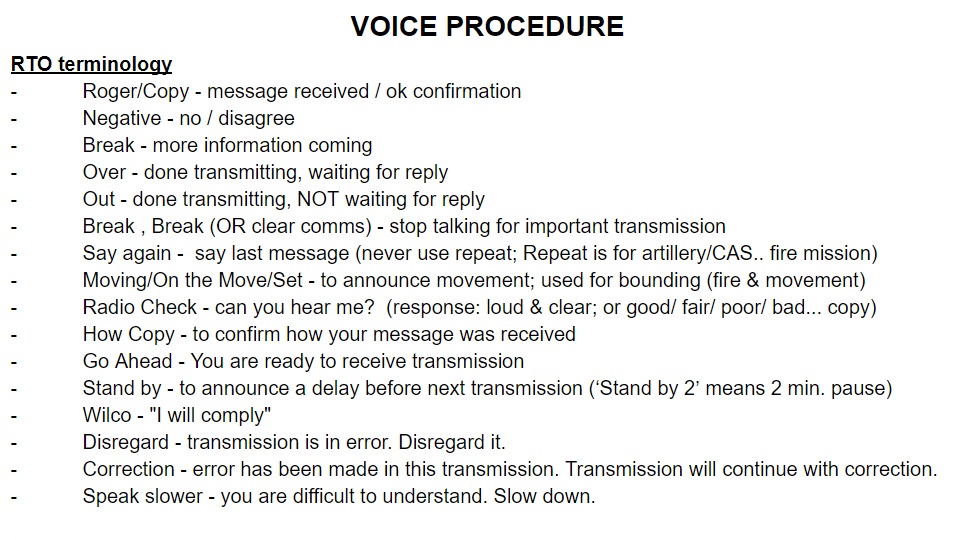 VOICE PROCEDURE
RTO terminology
- Roger/Copy - message received / ok confirmation
- Negative - no / disagree
- Break - more information coming
- Over - done transmitting, waiting for reply
- Out - done transmitting, NOT waiting for reply
- Break , Break (OR clear comms) - stop talking for important transmission
- Say again -  say last message (never use repeat; Repeat is for artillery/CAS.. fire mission)
- Moving/On the Move/Set - to announce movement; used for bounding (fire & movement)
- Radio Check - can you hear me?  (response: loud & clear; or good/ fair/ poor/ bad... copy)
- How Copy - to confirm how your message was received
- Go Ahead - You are ready to receive transmission
- Stand by - to announce a delay before next transmission (‘Stand by 2’ means 2 min. pause)
- Wilco - "I will comply"
- Disregard - transmission is in error. Disregard it.
- Correction - error has been made in this transmission. Transmission will continue with correction.
- Speak slower - you are difficult to understand. Slow down.